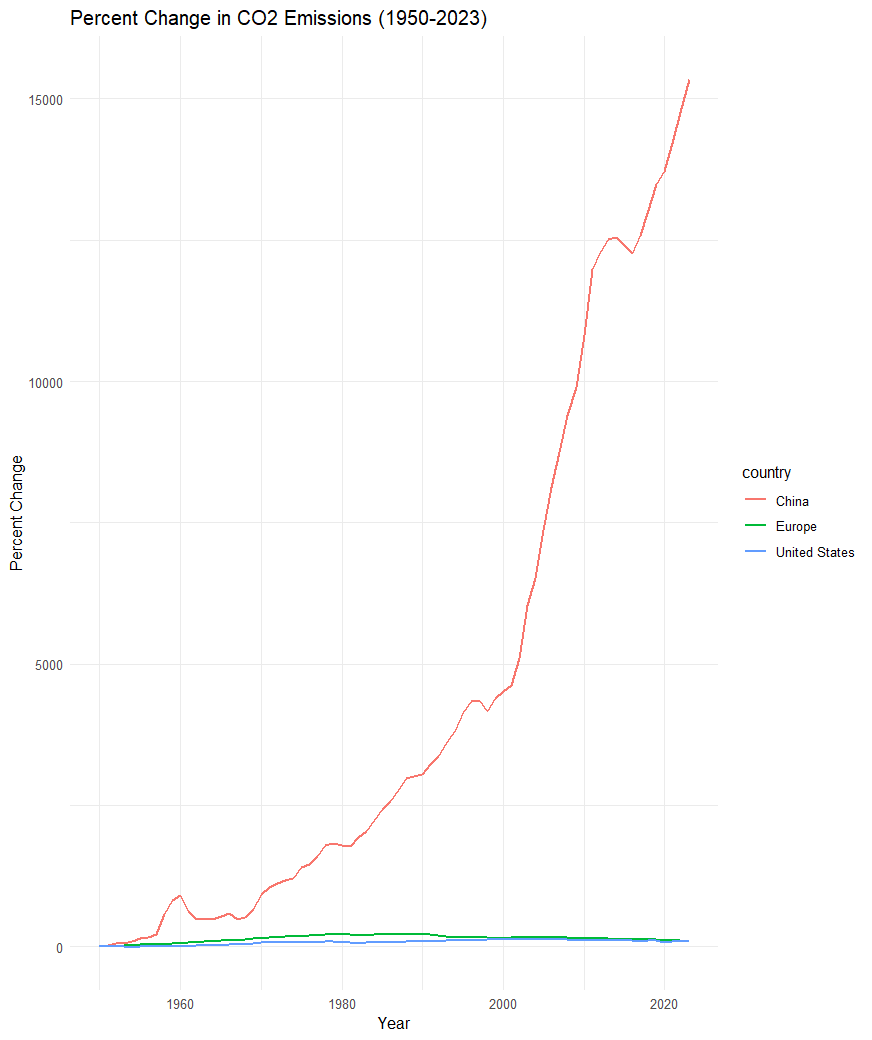 Percent Change in CO2 Emissions (1950-2023)
15000
10000
5000
0
Percent Change
1960 1980 2000 2020
Year
country
China
Europe
United States